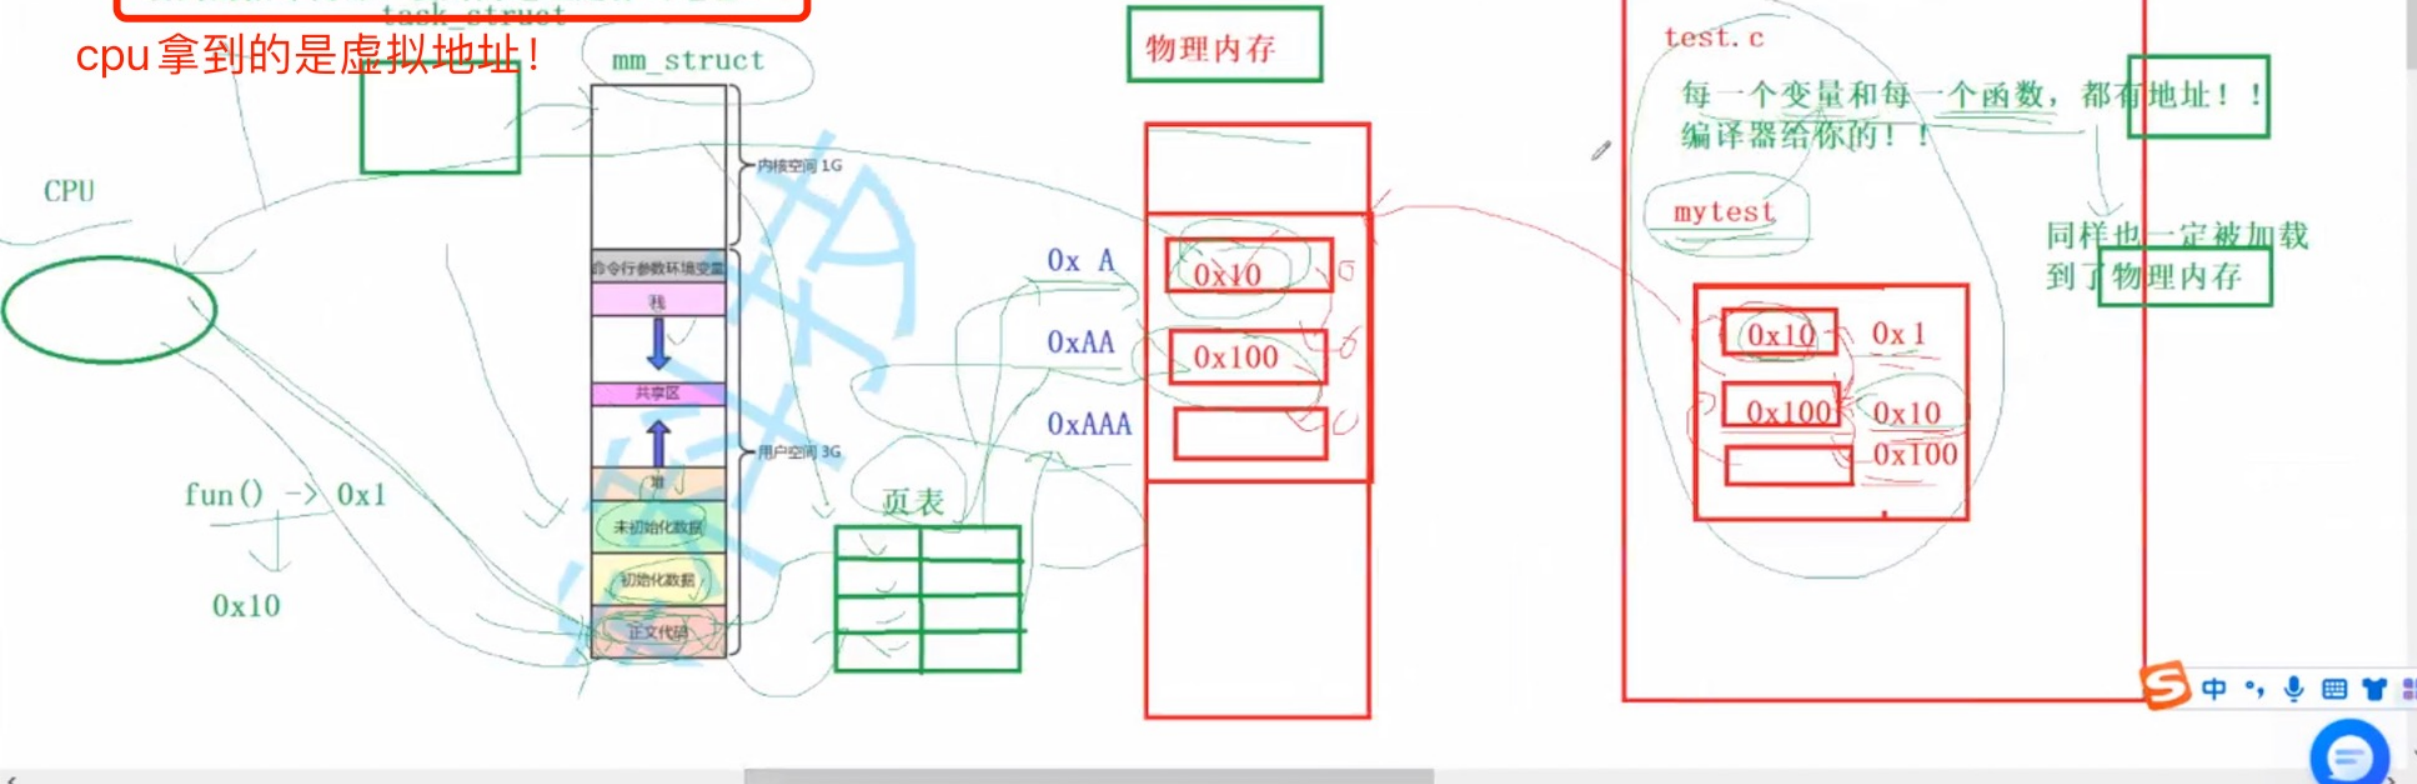 task_struct
cpu拿到的是虚拟地址！
mm_struct
CPU
fun() -> 0x1
0x10
内核空间 1G
命令行参数环境变量
栈
共享区
用户空间 3G
堆
未初始化数据
初始化数据
正文代码
页表
物理内存
0x A
0x10
0xAA
0x100
0xAAA
test.c
每一个变量和每一个函数，都有地址！！
编译器给你的！！
mytest
0x10 0x1
0x100 0x10
0x100
同样也一定被加载
到了物理内存
中